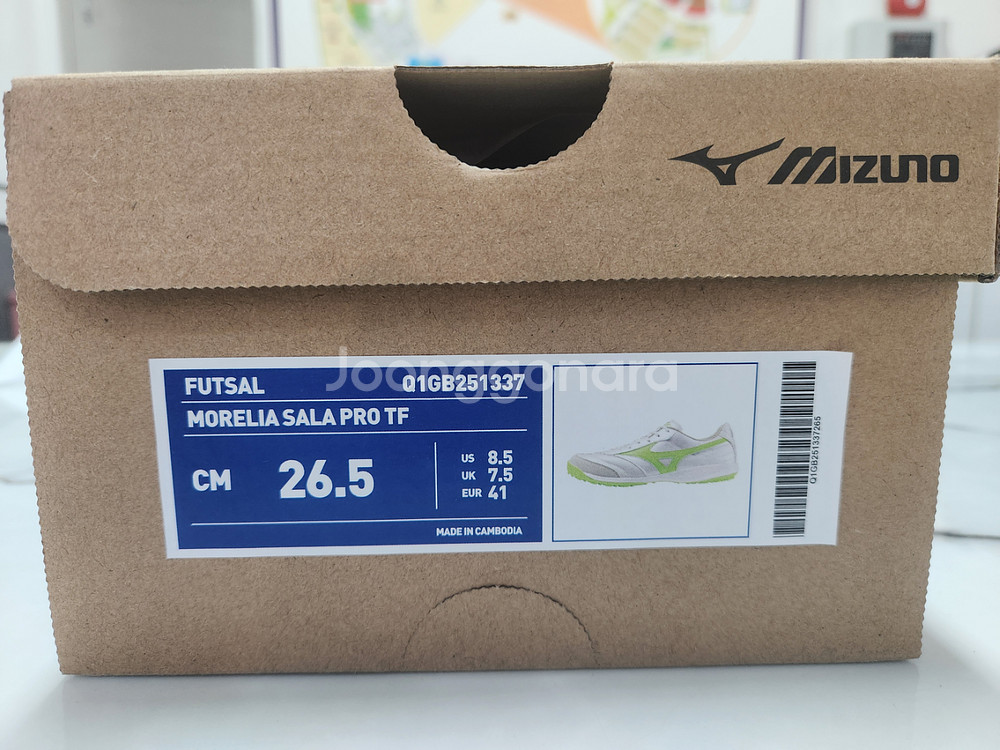 MIZUNO
Joonggonara
FUTSAL Q1GB251337
MORELIA SALA PRO TF
CM 26.5
US 8.5
UK 7.5
EUR 41
MADE IN CAMBODIA
Q1GB251337265